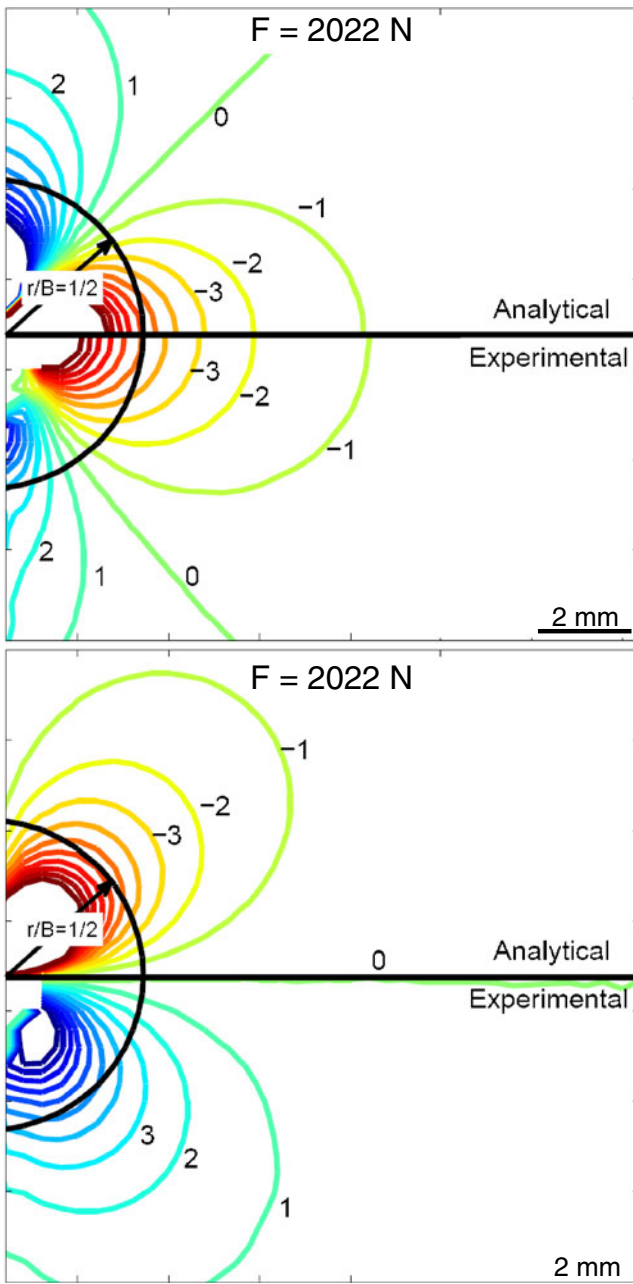 F = 2022 N
2
1
0
−1
−2
−3
r/B=1/2
Analytical
Experimental
−3
−2
−1
2
1
0
2 mm
F = 2022 N
−1
−2
−3
r/B=1/2
0
Analytical
Experimental
3
2
1
2 mm